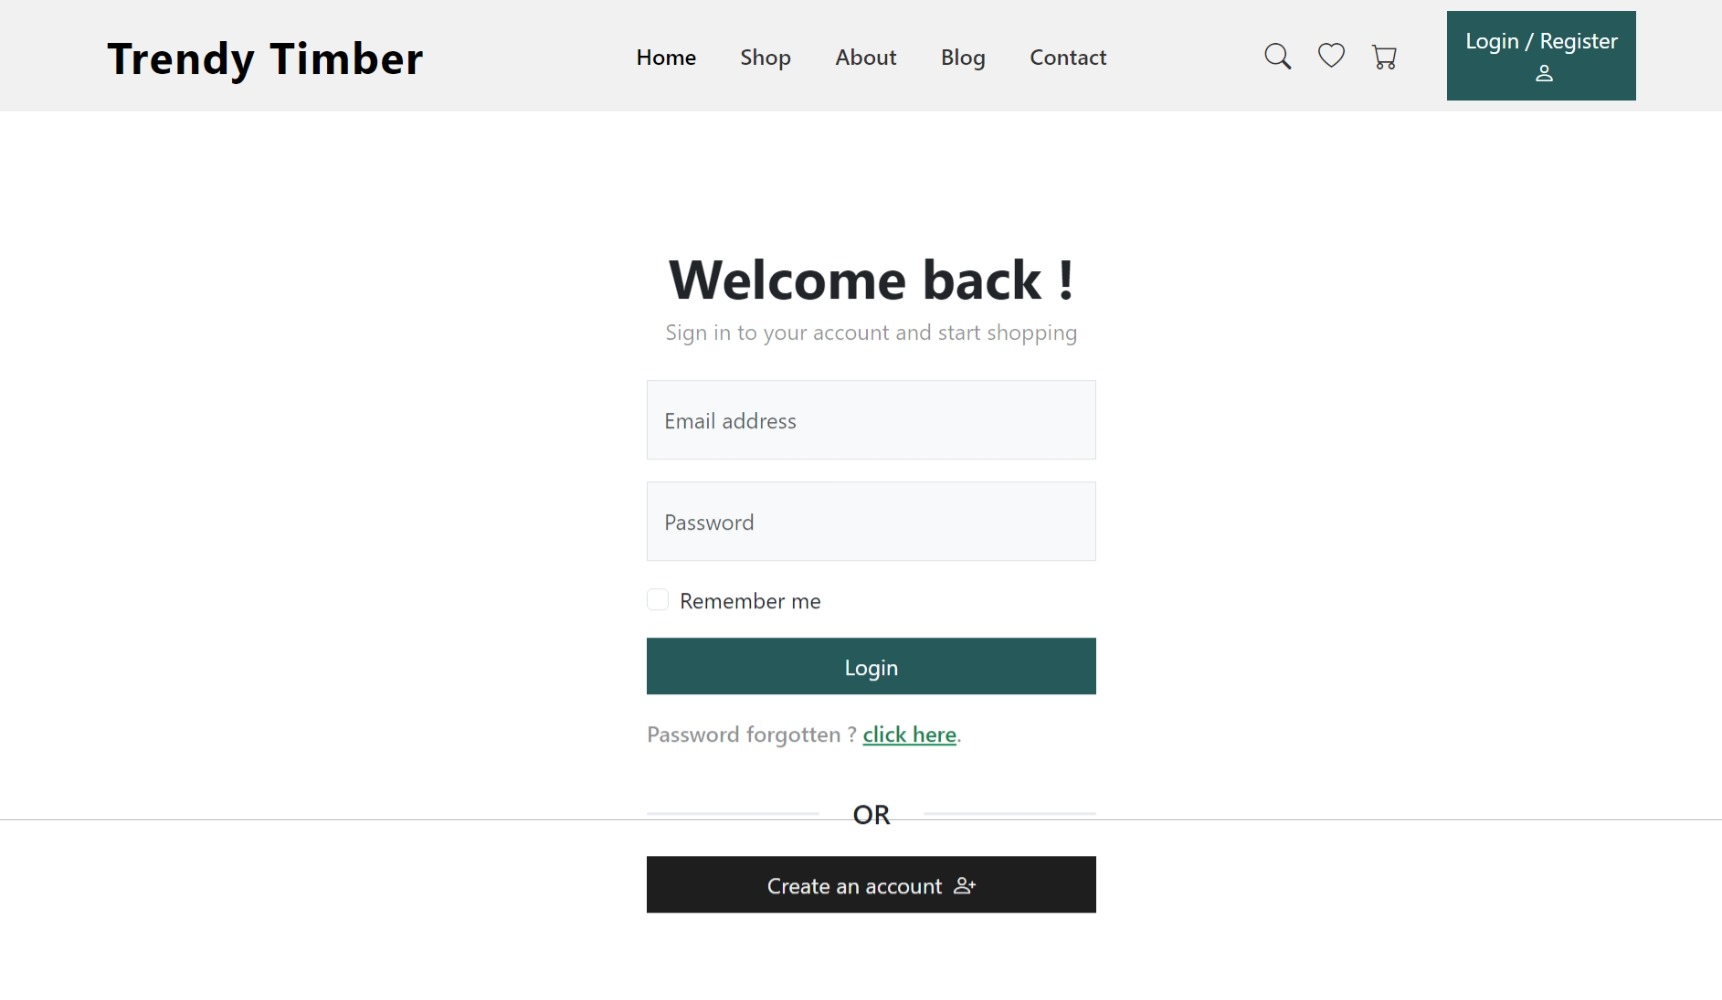 Trendy Timber
Home Shop About Blog Contact
Login / Register
Welcome back !
Sign in to your account and start shopping
Email address
Password
Remember me
Login
Password forgotten ? click here.
OR
Create an account